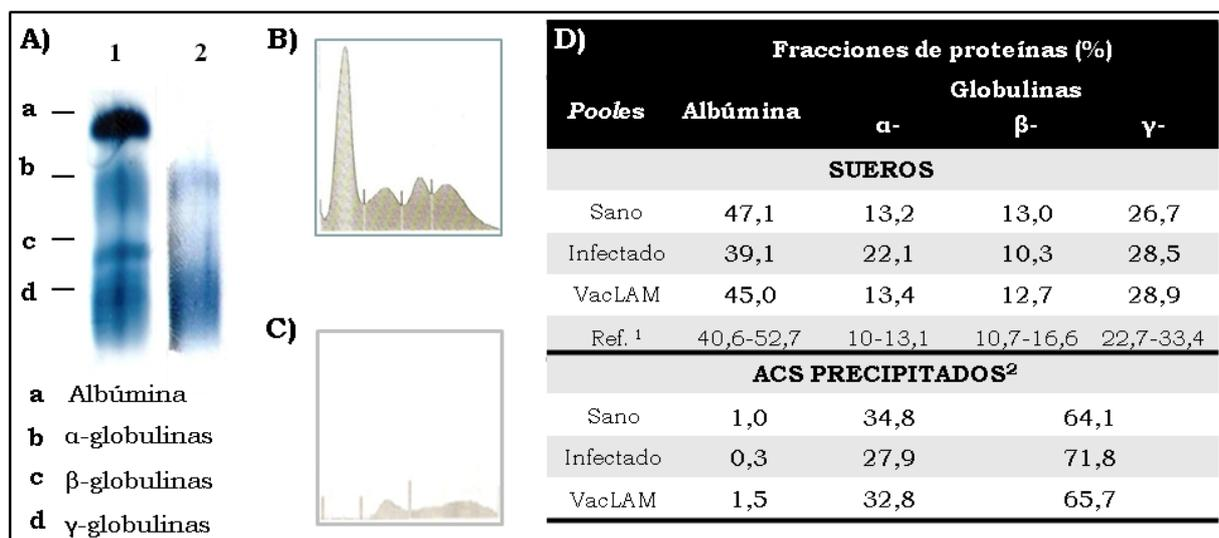 A)
1 2
a
b
c
d
a Albúmina
b α-globulinas
c β-globulinas
d γ-globulinas
B)
C)
D)
Fracciones de proteínas (%)
Globulinas
Pooles Albúmina α- β- γ-
SUEROS
Sano 47,1 13,2 13,0 26,7
Infectado 39,1 22,1 10,3 28,5
VacLAM 45,0 13,4 12,7 28,9
Ref. 1 40,6-52,7 10-13,1 10,7-16,6 22,7-33,4
ACS PRECIPITADOS2
Sano 1,0 34,8 64,1
Infectado 0,3 27,9 71,8
VacLAM 1,5 32,8 65,7